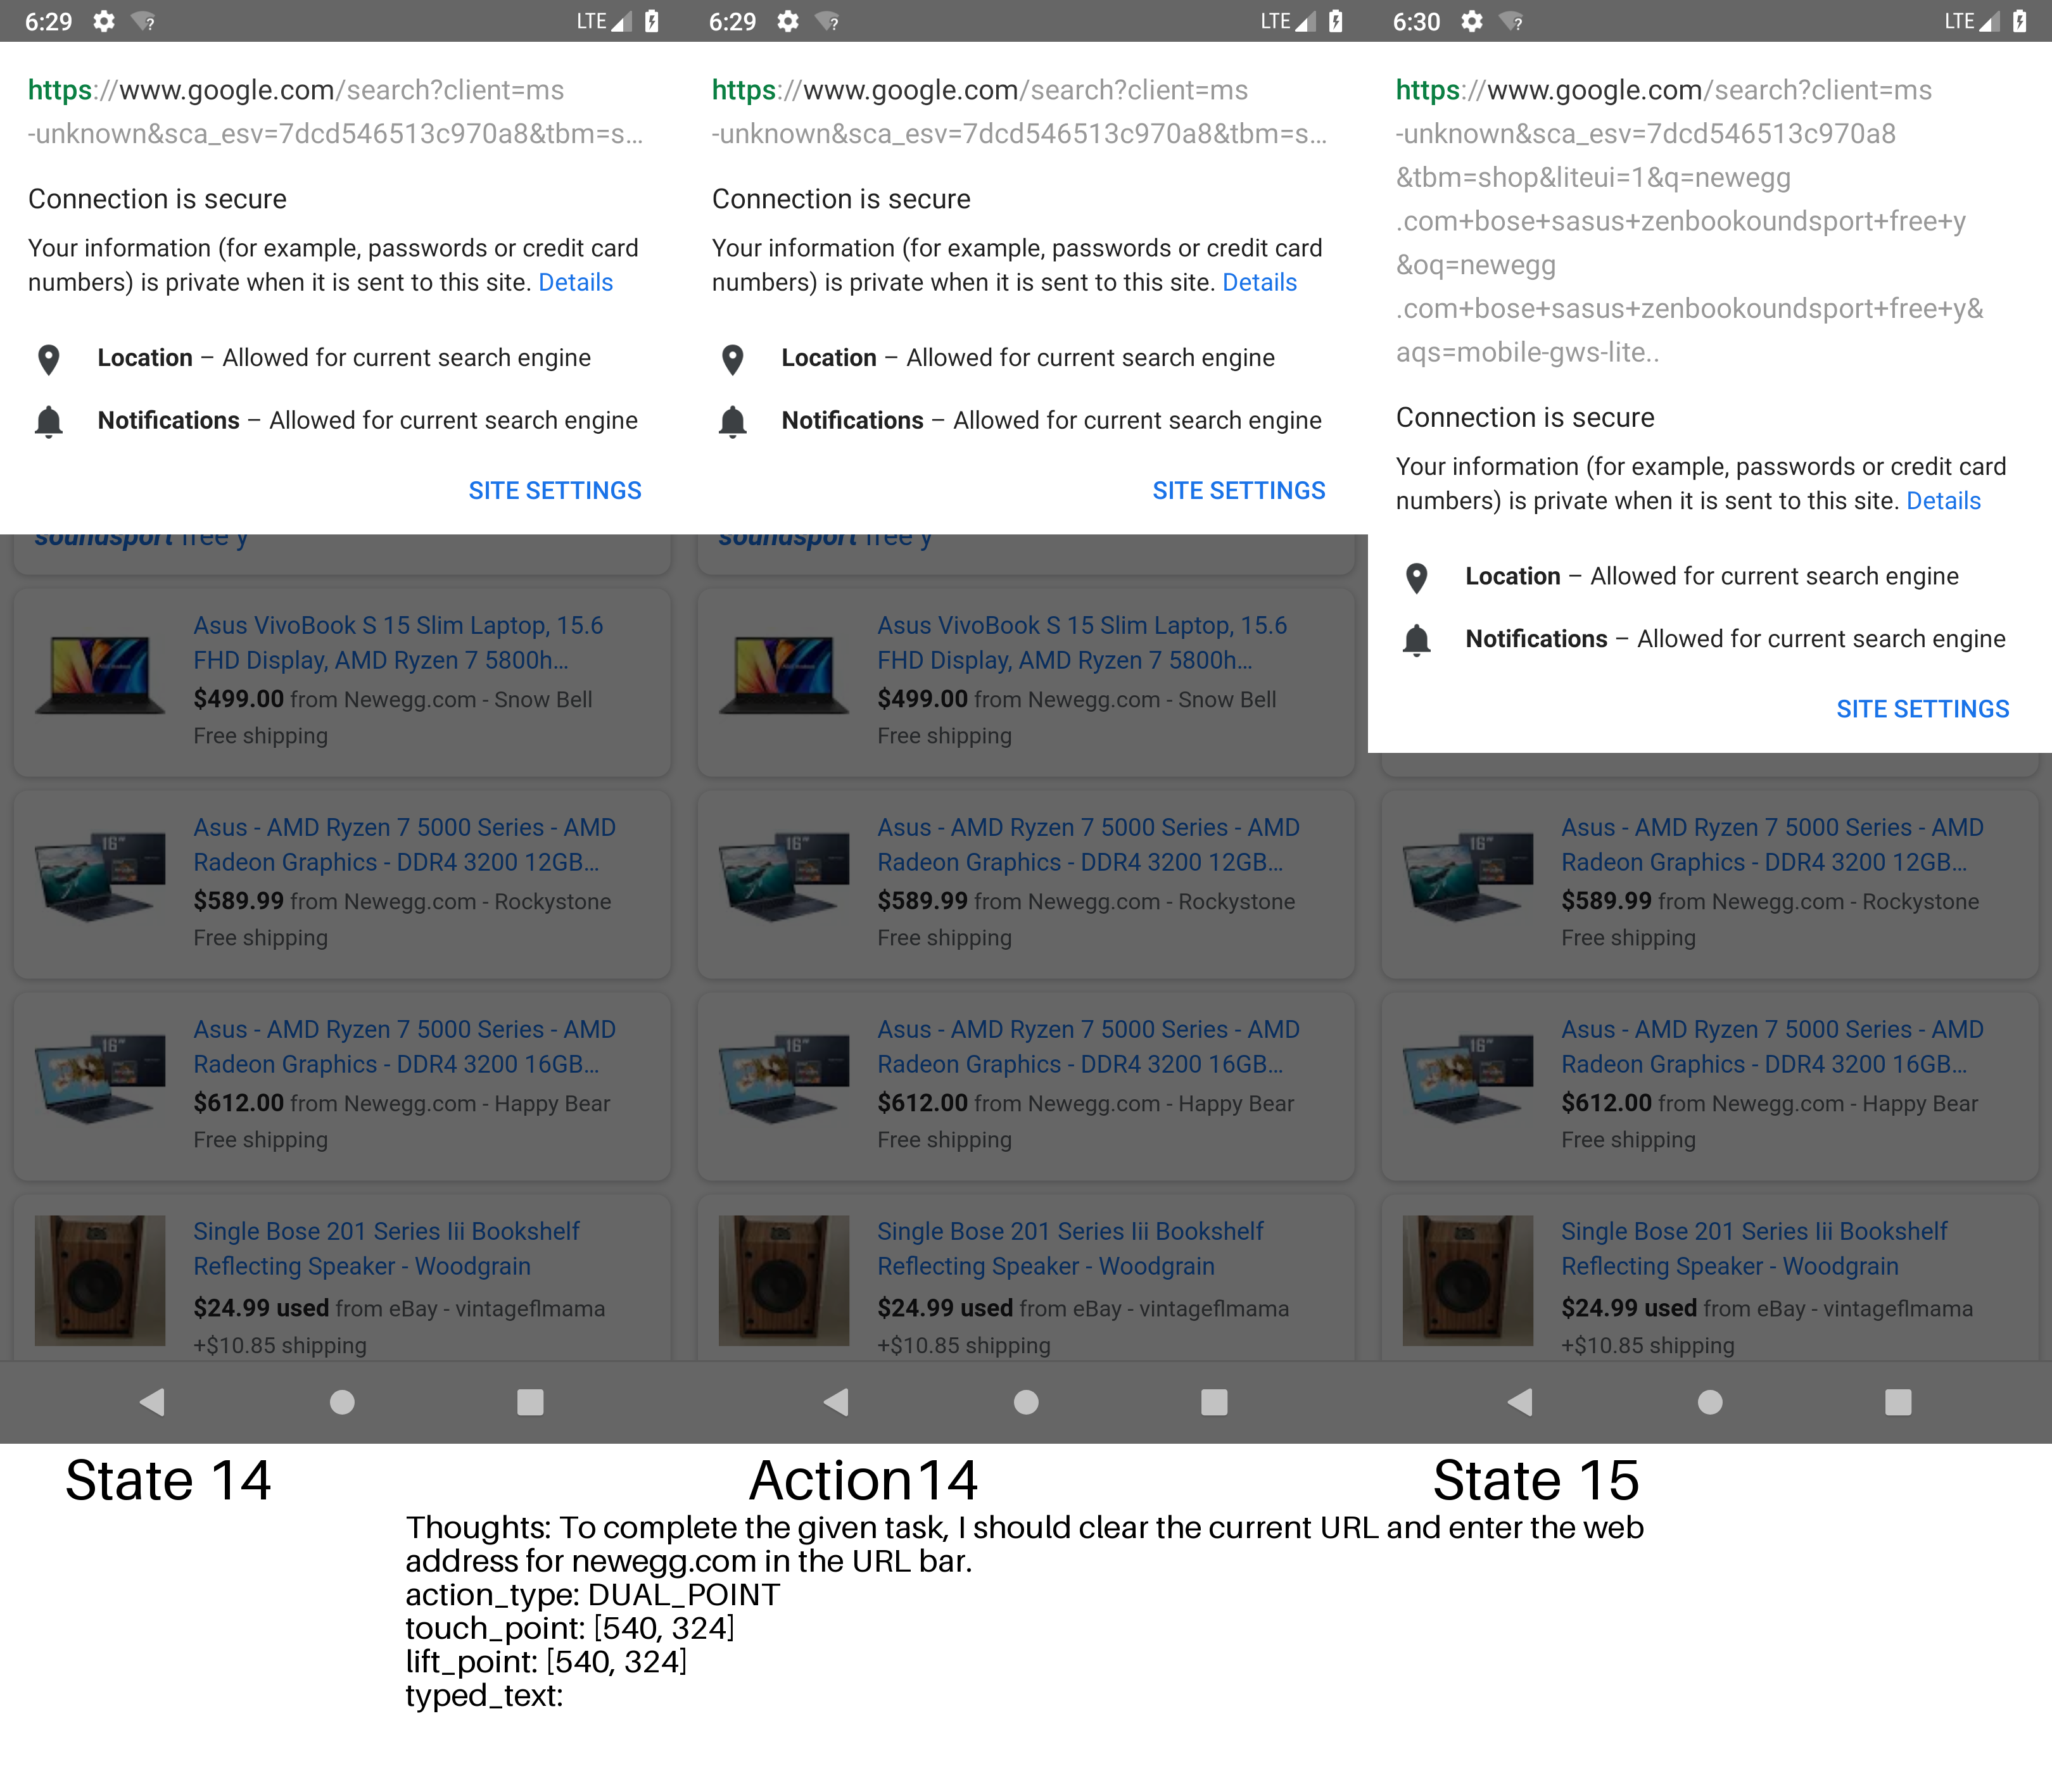 6:29
LTE
https://www.google.com/search?client=ms
-unknown&sca_esv=7dcd546513c970a8&tbm=s...
Connection is secure
Your information (for example, passwords or credit card
numbers) is private when it is sent to this site. Details
Location – Allowed for current search engine
Notifications – Allowed for current search engine
SITE SETTINGS
soundsport free y
Asus VivoBook S 15 Slim Laptop, 15.6
FHD Display, AMD Ryzen 7 5800h...
$499.00 from Newegg.com - Snow Bell
Free shipping
16"
Asus - AMD Ryzen 7 5000 Series - AMD
Radeon Graphics - DDR4 3200 12GB...
$589.99 from Newegg.com - Rockystone
Free shipping
16"
Asus - AMD Ryzen 7 5000 Series - AMD
Radeon Graphics - DDR4 3200 16GB...
$612.00 from Newegg.com - Happy Bear
Free shipping
Single Bose 201 Series Iii Bookshelf
Reflecting Speaker - Woodgrain
$24.99 used from eBay - vintageflmama
+$10.85 shipping
State 14
6:29
LTE
https://www.google.com/search?client=ms
-unknown&sca_esv=7dcd546513c970a8&tbm=s...
Connection is secure
Your information (for example, passwords or credit card
numbers) is private when it is sent to this site. Details
Location – Allowed for current search engine
Notifications – Allowed for current search engine
SITE SETTINGS
soundsport free y
Asus VivoBook S 15 Slim Laptop, 15.6
FHD Display, AMD Ryzen 7 5800h...
$499.00 from Newegg.com - Snow Bell
Free shipping
16"
Asus - AMD Ryzen 7 5000 Series - AMD
Radeon Graphics - DDR4 3200 12GB...
$589.99 from Newegg.com - Rockystone
Free shipping
16"
Asus - AMD Ryzen 7 5000 Series - AMD
Radeon Graphics - DDR4 3200 16GB...
$612.00 from Newegg.com - Happy Bear
Free shipping
Single Bose 201 Series Iii Bookshelf
Reflecting Speaker - Woodgrain
$24.99 used from eBay - vintageflmama
+$10.85 shipping
Action14
6:30
LTE
https://www.google.com/search?client=ms
-unknown&sca_esv=7dcd546513c970a8
&tbm=shop&liteui=1&q=newegg
.com+bose+sasus+zenbookoundsport+free+y
&oq=newegg
.com+bose+sasus+zenbookoundsport+free+y&
aqs=mobile-gws-lite..
Connection is secure
Your information (for example, passwords or credit card
numbers) is private when it is sent to this site. Details
Location – Allowed for current search engine
Notifications – Allowed for current search engine
SITE SETTINGS
16"
Asus - AMD Ryzen 7 5000 Series - AMD
Radeon Graphics - DDR4 3200 12GB...
$589.99 from Newegg.com - Rockystone
Free shipping
16"
Asus - AMD Ryzen 7 5000 Series - AMD
Radeon Graphics - DDR4 3200 16GB...
$612.00 from Newegg.com - Happy Bear
Free shipping
Single Bose 201 Series Iii Bookshelf
Reflecting Speaker - Woodgrain
$24.99 used from eBay - vintageflmama
+$10.85 shipping
State 15
Thoughts: To complete the given task, I should clear the current URL and enter the web
address for newegg.com in the URL bar.
action_type: DUAL_POINT
touch_point: [540, 324]
lift_point: [540, 324]
typed_text: